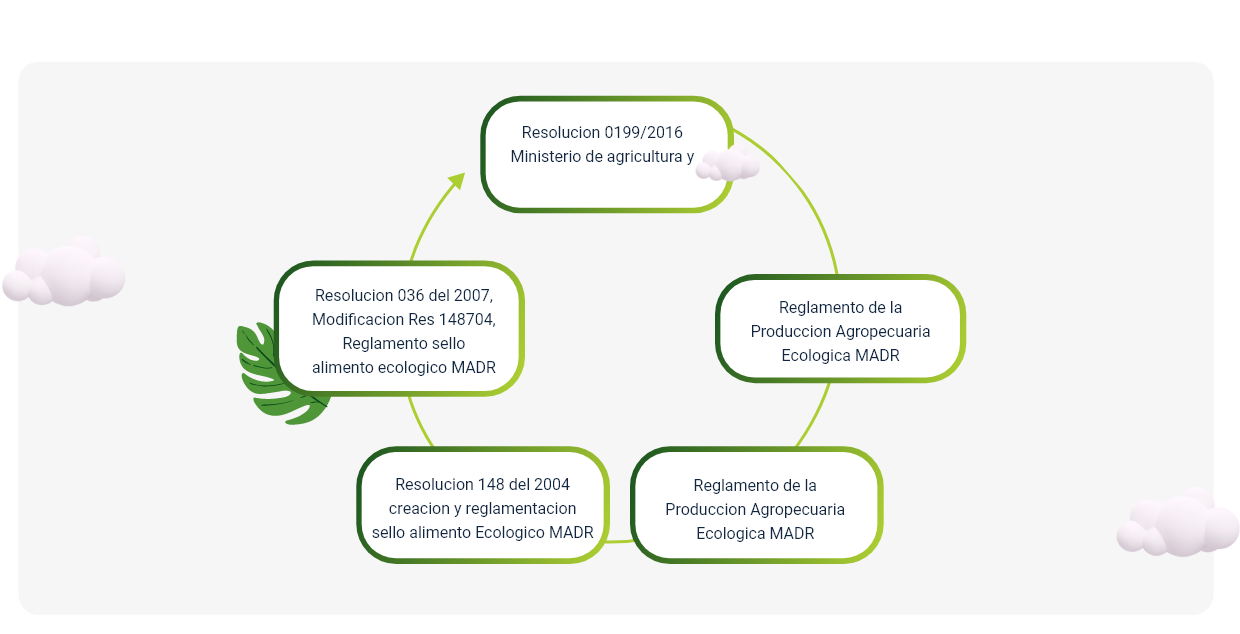 Resolucion 0199/2016
Ministerio de agricultura y
Reglamento de la
Produccion Agropecuaria
Ecologica MADR
Reglamento de la
Produccion Agropecuaria
Ecologica MADR
Resolucion 148 del 2004
creacion y reglamentacion
sello alimento Ecologico MADR
Resolucion 036 del 2007,
Modificacion Res 148704,
Reglamento sello
alimento ecologico MADR